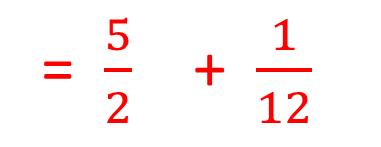 = 5/2 + 1/12